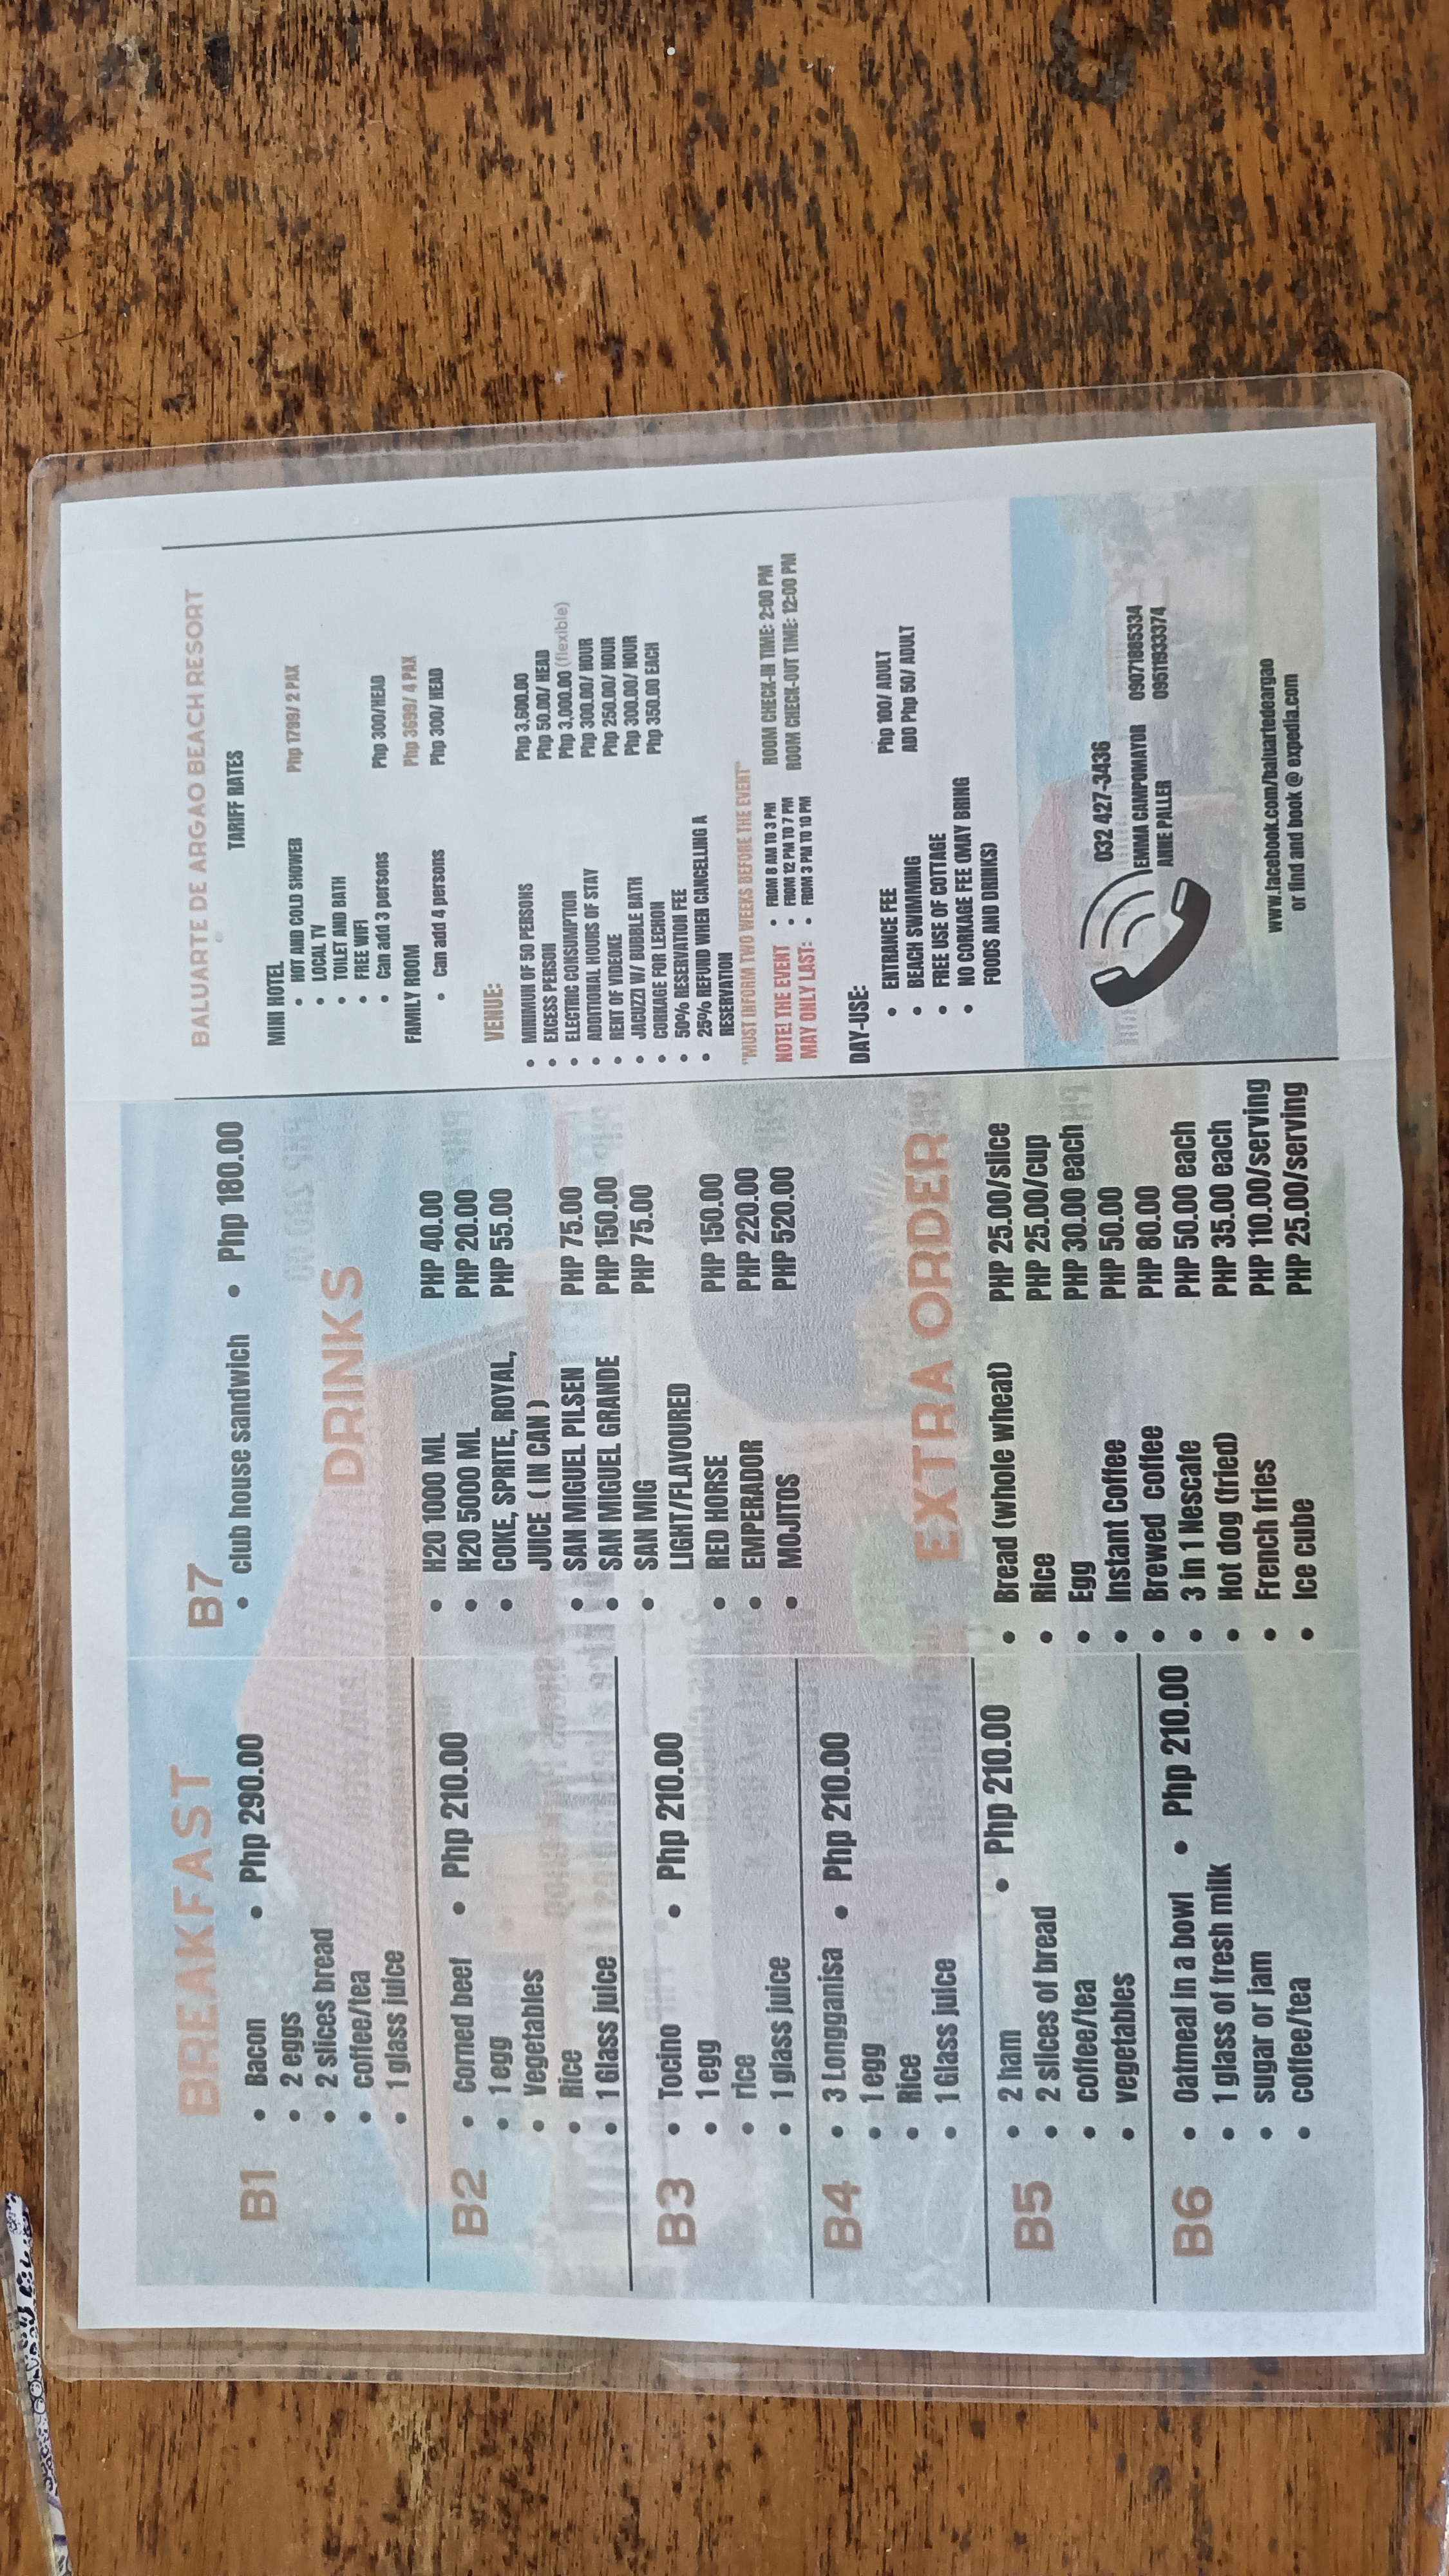 BREAKFAST
B1
• Bacon • Php 290.00
• 2 eggs
• 2 slices bread
• coffee/tea
• 1 glass juice
B2
• Corned beef • Php 210.00
• 1 egg
• Vegetables
• Rice
• 1 Glass juice
B3
• Tocino • Php 210.00
• 1 egg
• rice
• 1 glass juice
B4
• 3 Longganisa • Php 210.00
• 1 egg
• Rice
• 1 Glass juice
B5
• 2 ham • Php 210.00
• 2 slices of bread
• coffee/tea
• vegetables
B6
• Oatmeal in a bowl • Php 210.00
• 1 glass of fresh milk
• sugar or jam
• coffee/tea
B7
• club house sandwich • Php 180.00
DRINKS
• H20 1000 ML PHP 40.00
• H20 5000 ML PHP 20.00
• COKE, SPRITE, ROYAL, PHP 55.00
JUICE ( IN CAN )
• SAN MIGUEL PILSEN PHP 75.00
• SAN MIGUEL GRANDE PHP 150.00
• SAN MIG PHP 75.00
LIGHT/FLAVOURED
• RED HORSE PHP 150.00
• EMPERADOR PHP 220.00
• MOJITOS PHP 520.00
EXTRA ORDER
• Bread (whole wheat) PHP 25.00/slice
• Rice PHP 25.00/cup
• Egg PHP 30.00 each
• Instant Coffee PHP 50.00
• Brewed coffee PHP 80.00
• 3 in 1 Nescafe PHP 50.00 each
• Hot dog (fried) PHP 35.00 each
• French fries PHP 110.00/serving
• Ice cube PHP 25.00/serving
BALUARTE DE ARGAO BEACH RESORT
TARIFF RATES
MINI HOTEL Php 1799/ 2 PAX
• HOT AND COLD SHOWER
• LOCAL TV
• TOILET AND BATH
• FREE WIFI
• Can add 3 persons Php 300/HEAD
FAMILY ROOM Php 3699/ 4 PAX
• Can add 4 persons Php 300/ HEAD
VENUE:
• MINIMUN OF 50 PERSONS Php 3,600.00
• EXCESS PERSON Php 50.00/ HEAD
• ELECTRIC CONSUMPTION Php 3,000.00 (flexible)
• ADDITIONAL HOURS OF STAY Php 300.00/ HOUR
• RENT OF VIDEOKE Php 250.00/ HOUR
• JACUZZI W/ BUBBLE BATH Php 300.00/ HOUR
• CORKAGE FOR LECHON Php 350.00 EACH
• 50% RESERVATION FEE
• 25% REFUND WHEN CANCELLING A
RESERVATION
"MUST INFORM TWO WEEKS BEFORE THE EVENT"
NOTE! THE EVENT • FROM 8 AM TO 3 PM ROOM CHECK-IN TIME: 2:00 PM
• FROM 12 PM TO 7 PM ROOM CHECK-OUT TIME: 12:00 PM
MAY ONLY LAST: • FROM 3 PM TO 10 PM
DAY-USE:
• ENTRANCE FEE Php 100/ ADULT
• BEACH SWIMMING ADD Php 50/ ADULT
• FREE USE OF COTTAGE
• NO CORKAGE FEE (MAY BRING
FOODS AND DRINKS)
032 427-3436
EMMA CAMPOMAYOR 09071885334
ANNE PALLER 09511933374
www.facebook.com/baluartedeargao
or find and book @ expedia.com